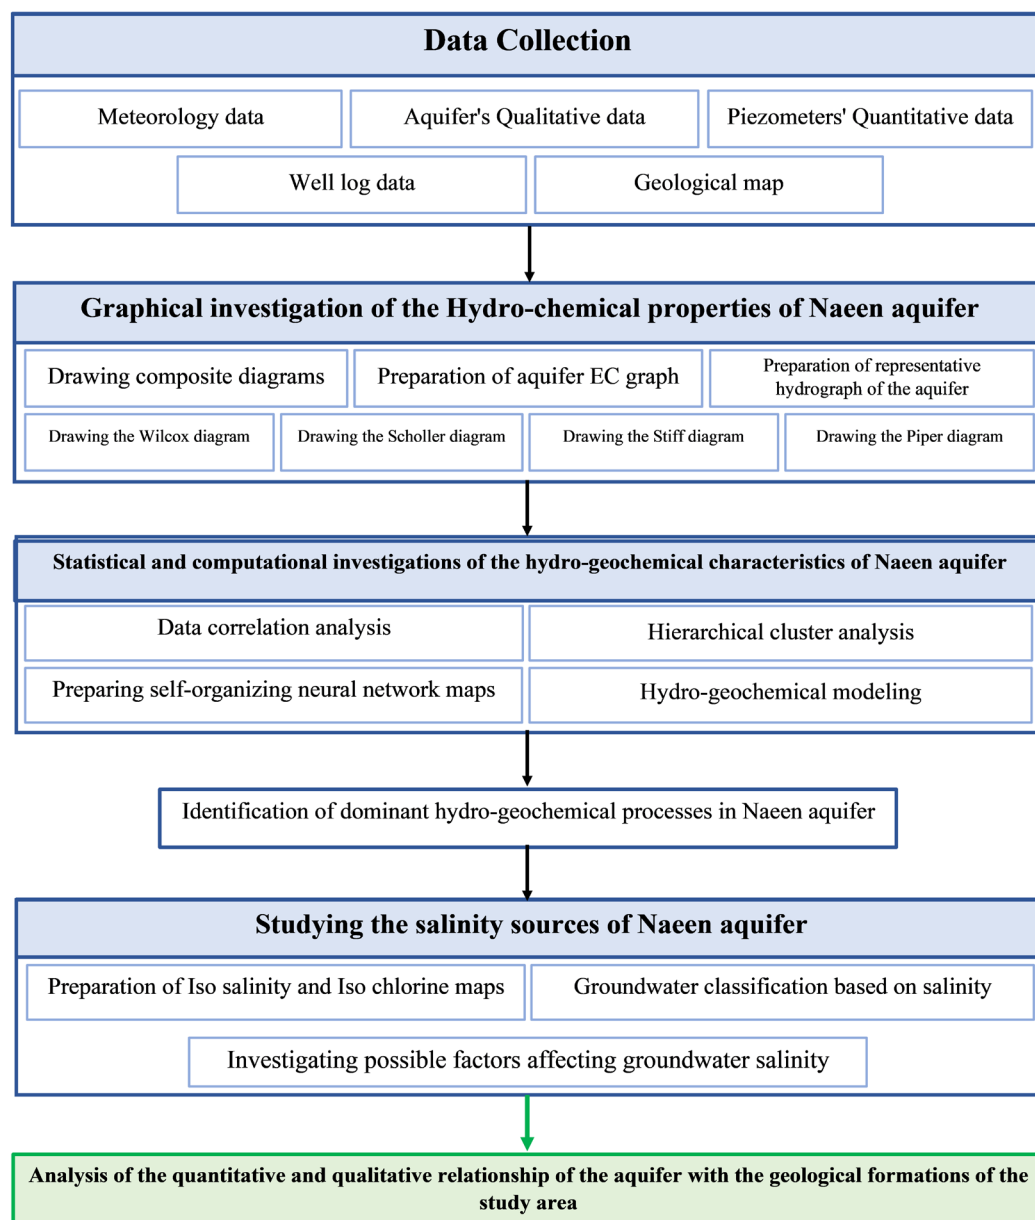 Data Collection
Meteorology data
Aquifer's Qualitative data
Piezometers' Quantitative data
Well log data
Geological map
Graphical investigation of the Hydro-chemical properties of Naeen aquifer
Drawing composite diagrams
Preparation of aquifer EC graph
Preparation of representative
hydrograph of the aquifer
Drawing the Wilcox diagram
Drawing the Scholler diagram
Drawing the Stiff diagram
Drawing the Piper diagram
Statistical and computational investigations of the hydro-geochemical characteristics of Naeen aquifer
Data correlation analysis
Hierarchical cluster analysis
Preparing self-organizing neural network maps
Hydro-geochemical modeling
Identification of dominant hydro-geochemical processes in Naeen aquifer
Studying the salinity sources of Naeen aquifer
Preparation of Iso salinity and Iso chlorine maps
Groundwater classification based on salinity
Investigating possible factors affecting groundwater salinity
Analysis of the quantitative and qualitative relationship of the aquifer with the geological formations of the
study area